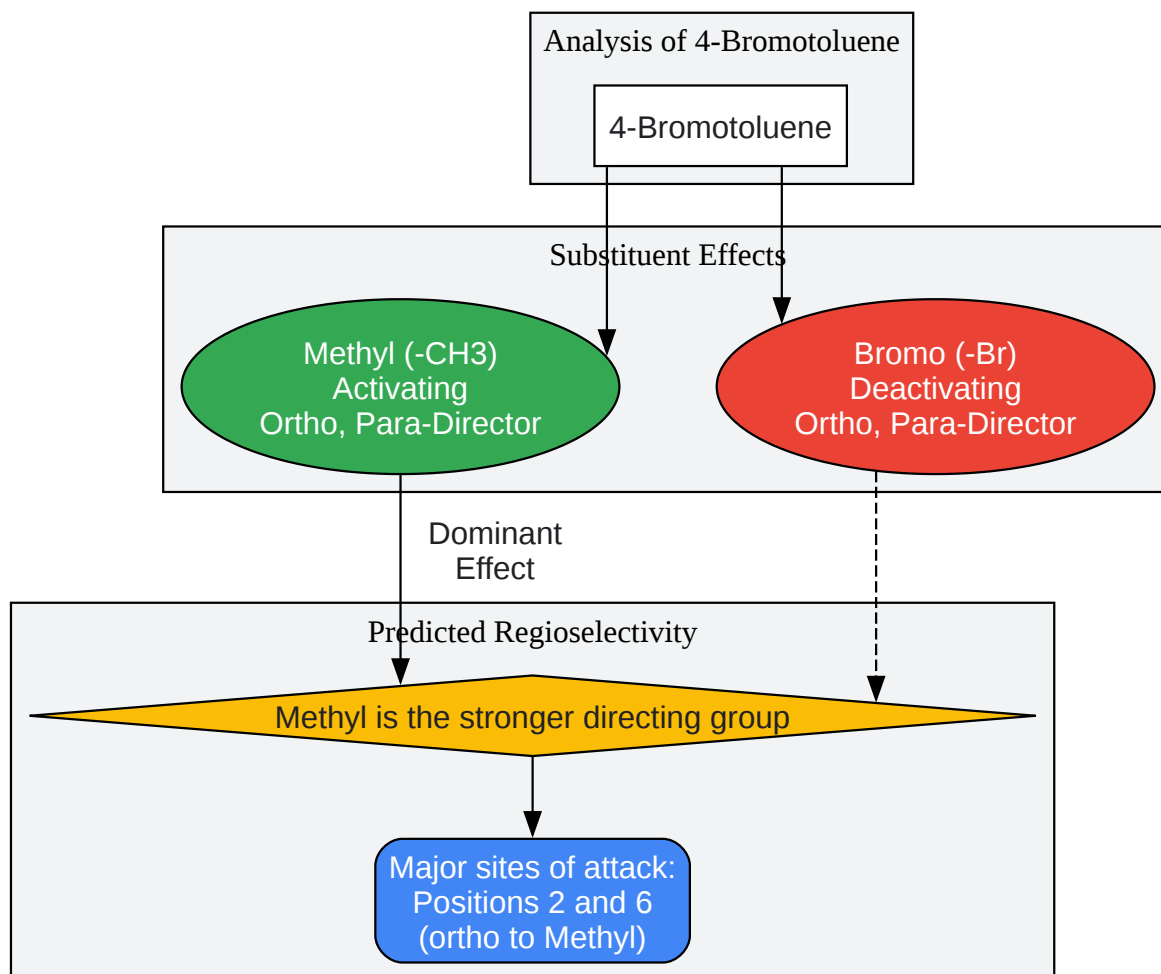 Analysis of 4-Bromotoluene
4-Bromotoluene
Substituent Effects
Methyl (-CH3)
Activating
Ortho, Para-Director
Bromo (-Br)
Deactivating
Ortho, Para-Director
Dominant
Effect
Predicted Regioselectivity
Methyl is the stronger directing group
Major sites of attack:
Positions 2 and 6
(ortho to Methyl)